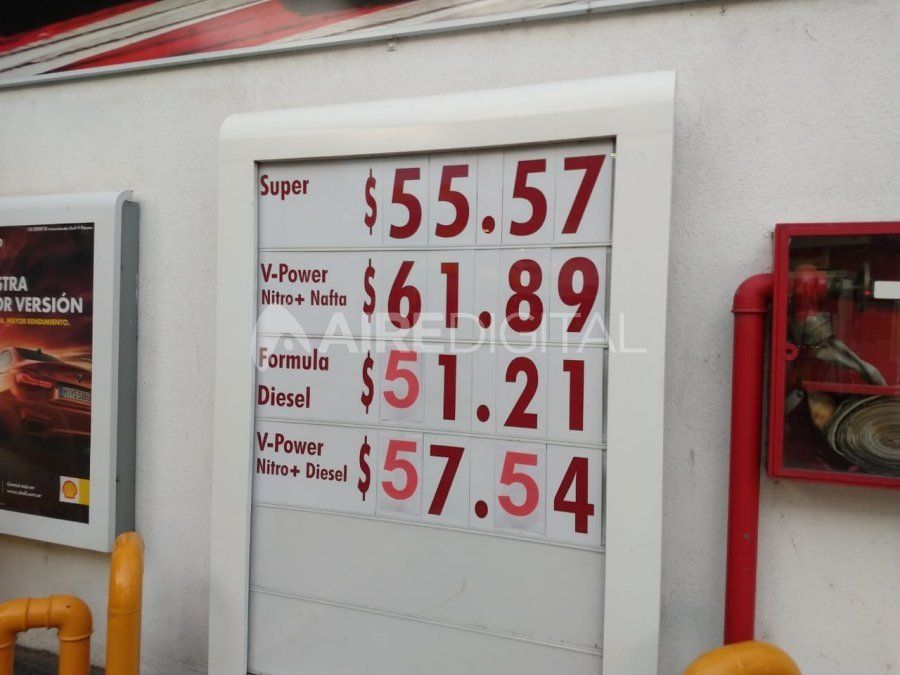 STRA
OR VERSIÓN
A, MAYOR RENDIMIENTO.
Super $55.57
V-Power
Nitro+ Nafta $61.89
AIREDIGITAL
Formula
Diesel $51.21
V-Power
Nitro+ Diesel $57.54